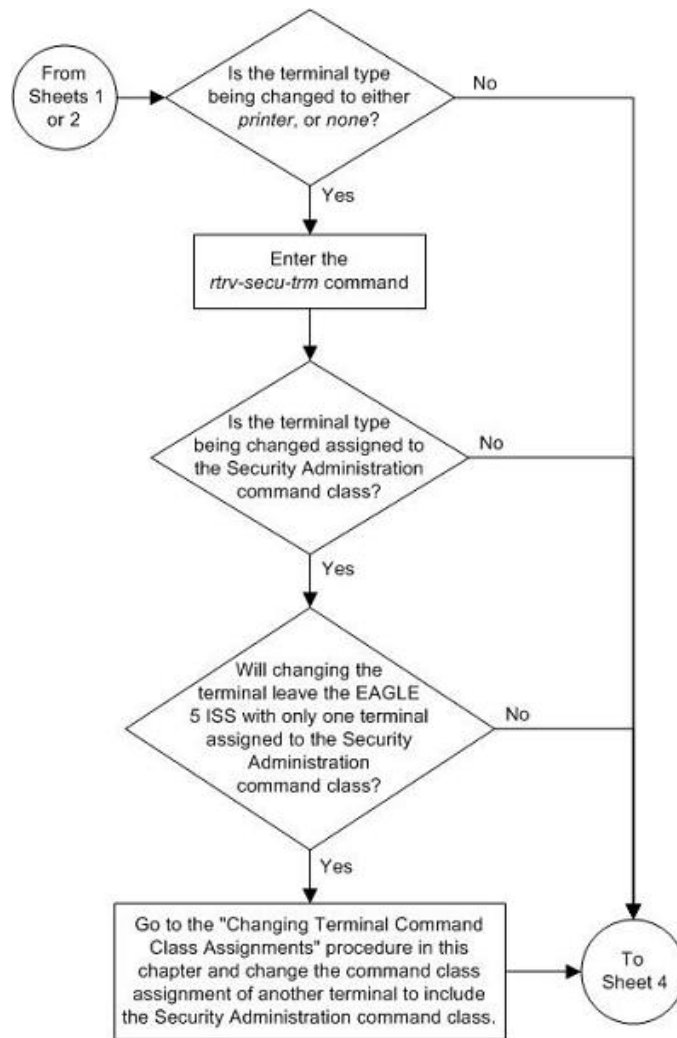 From
Sheets 1
or 2
Is the terminal type
being changed to either
printer, or none?
No
Yes
Enter the
rtrv-secu-trm command
Is the terminal type
being changed assigned to
the Security Administration
command class?
No
Yes
Will changing the
terminal leave the EAGLE
5 ISS with only one terminal
assigned to the Security
Administration
command class?
No
Yes
Go to the "Changing Terminal Command
Class Assignments" procedure in this
chapter and change the command class
assignment of another terminal to include
the Security Administration command class.
To
Sheet 4